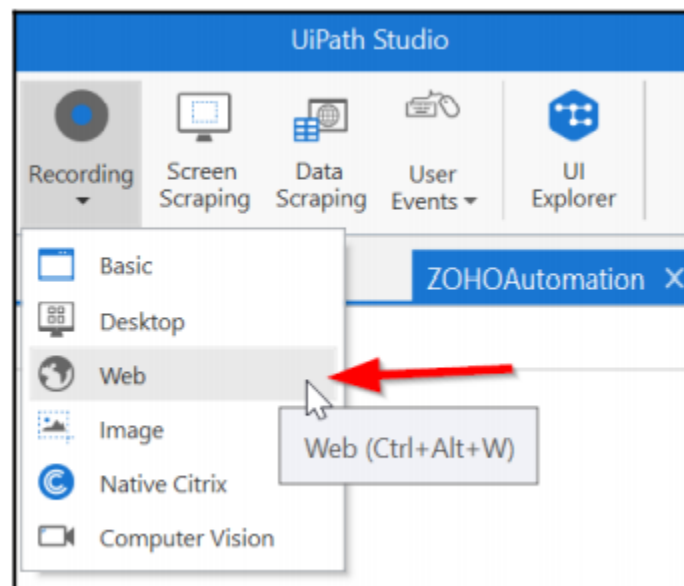 UiPath Studio
Recording
Screen
Scraping
Data
Scraping
User
Events
UI
Explorer
Basic
ZOHOAutomation
Desktop
Web
Image
Web (Ctrl+Alt+W)
Native Citrix
Computer Vision